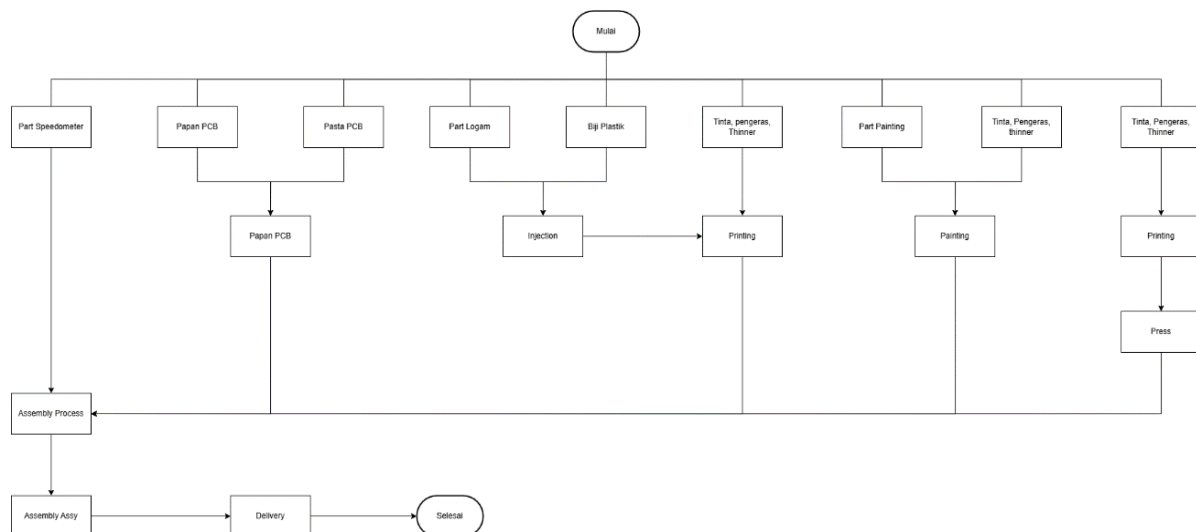 Mulai
Part Speedometer
Papan PCB
Pasta PCB
Part Logam
Biji Plastik
Tinta, pengeras,
Thinner
Part Painting
Tinta, Pengeras,
thinner
Tinta, Pengeras,
Thinner
Papan PCB
Injection
Printing
Painting
Printing
Press
Assembly Process
Assembly Assy
Delivery
Selesai